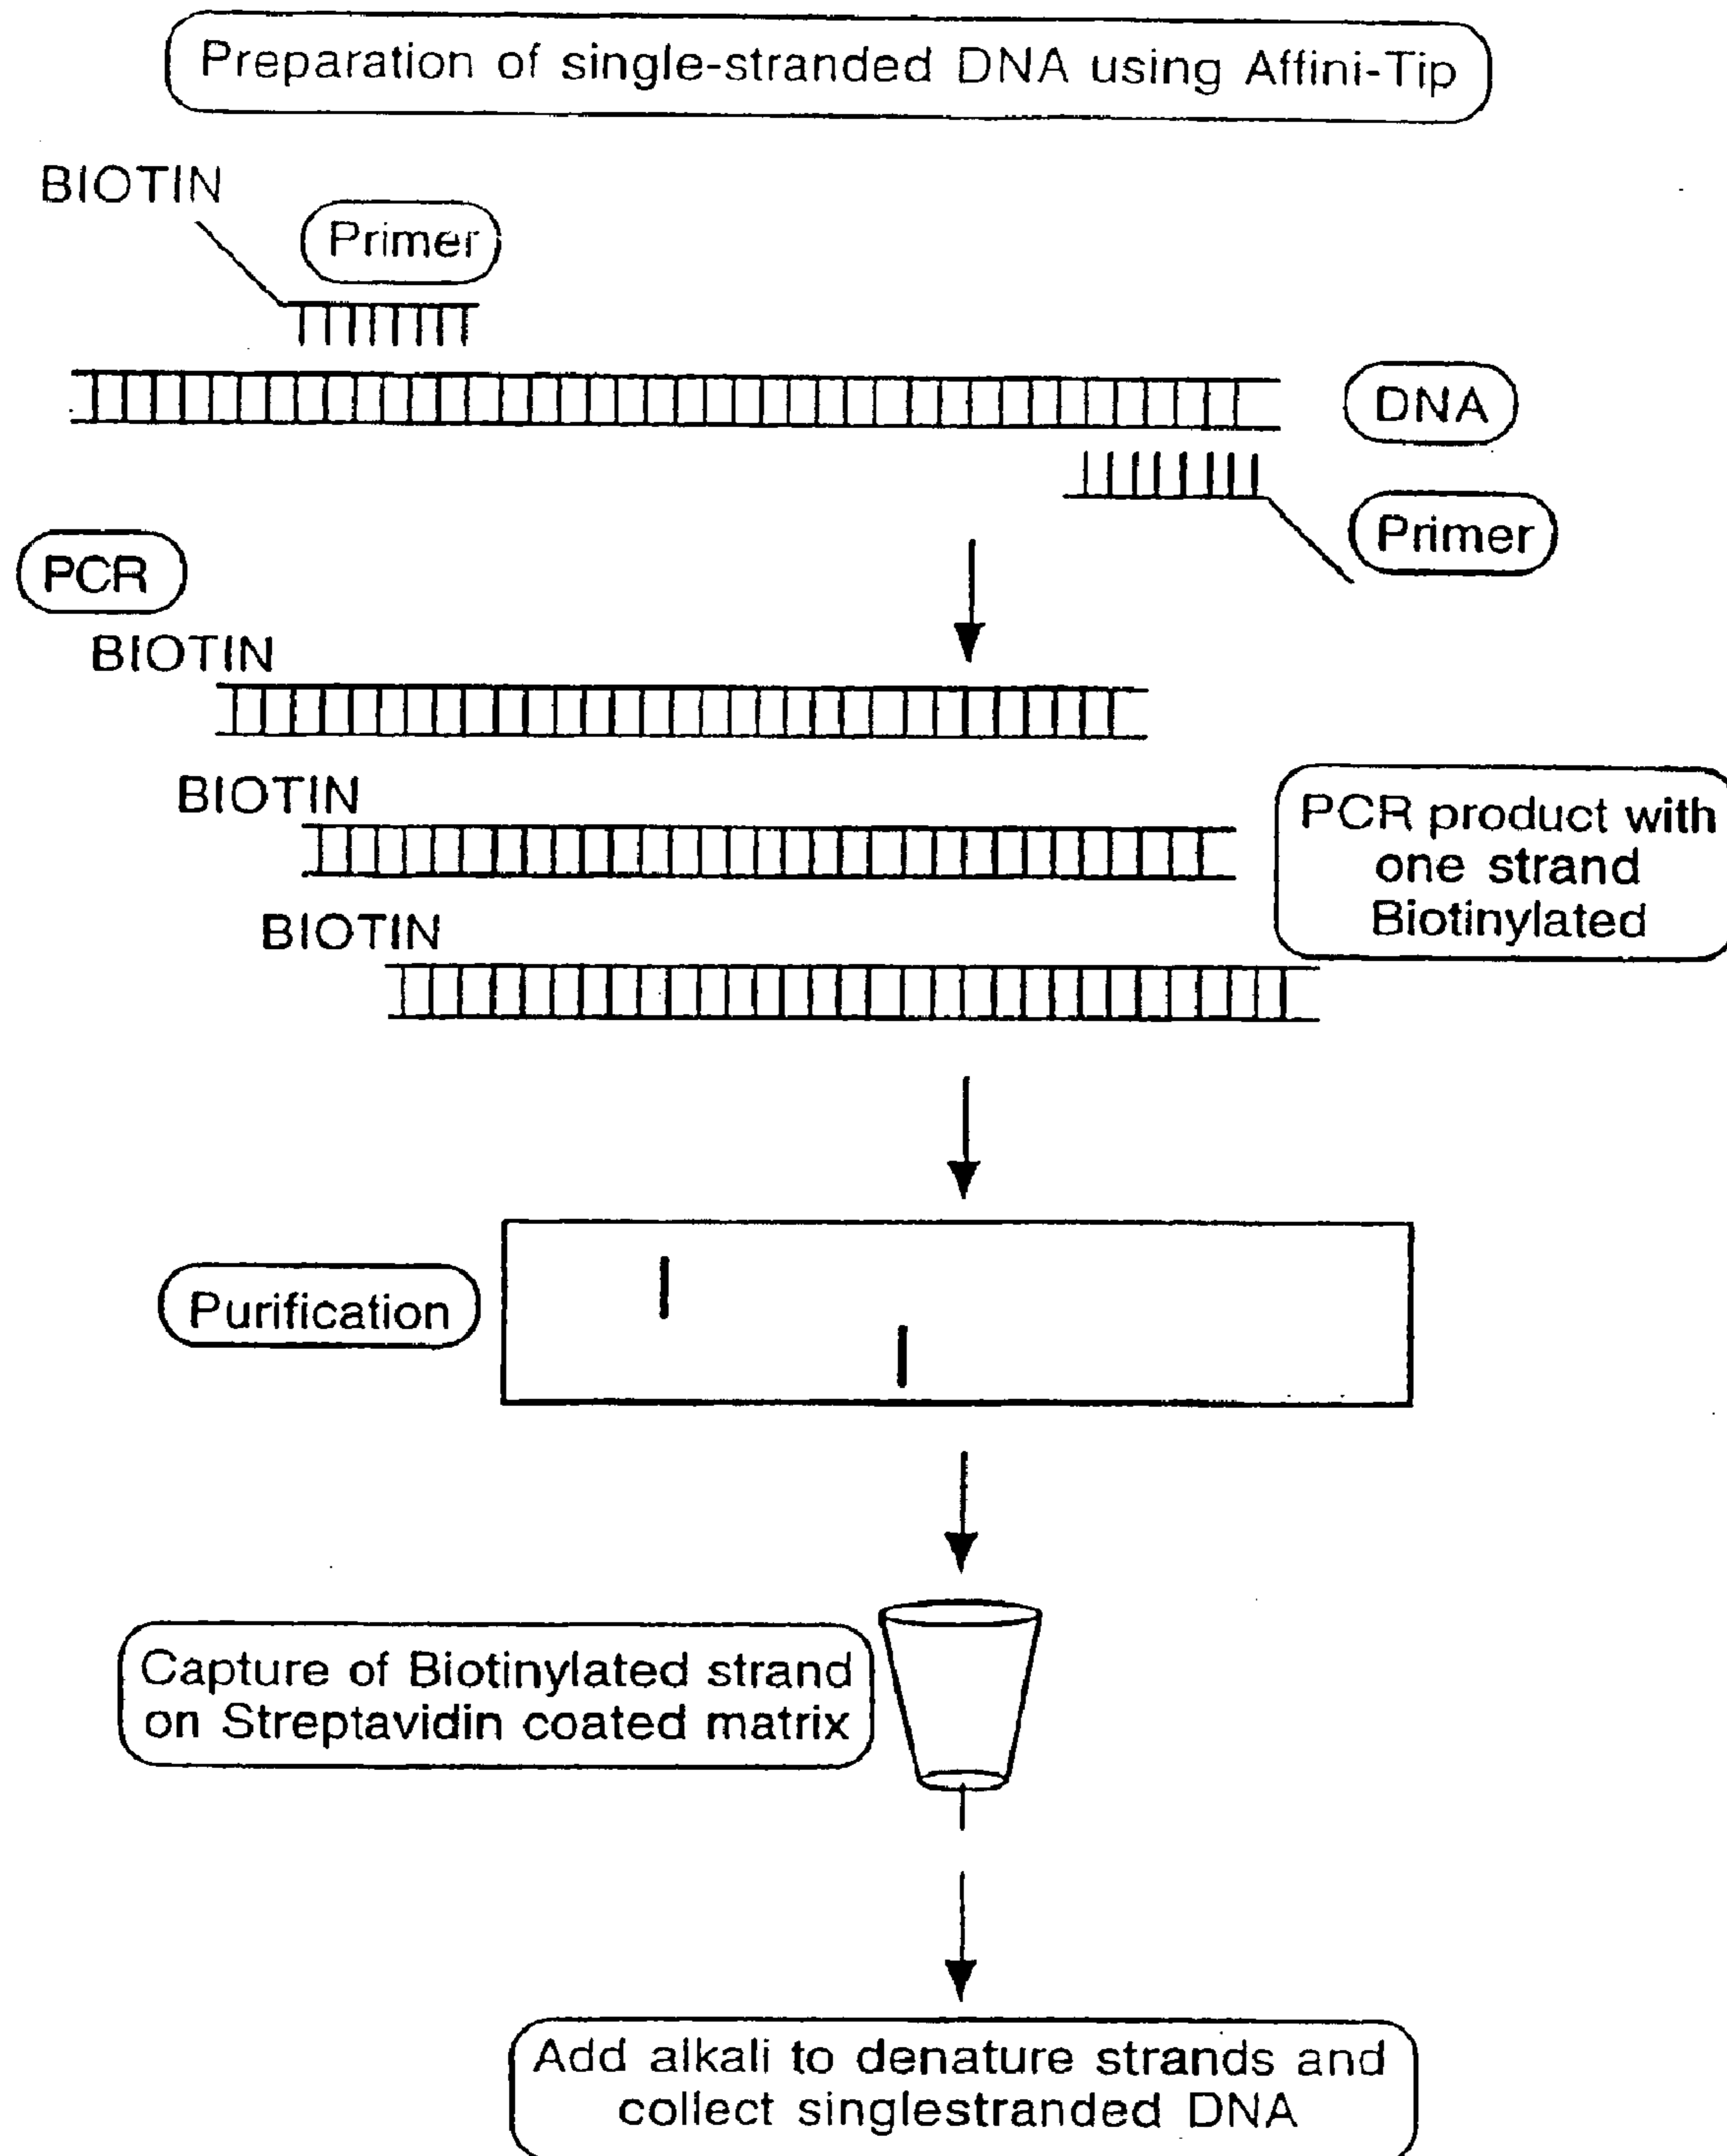 Preparation of single-stranded DNA using Affini-Tip
BIOTIN
Primer
DNA
Primer
PCR
BIOTIN
BIOTIN
PCR product with
one strand
Biotinylated
BIOTIN
Purification
Capture of Biotinylated strand
on Streptavidin coated matrix
Add alkali to denature strands and
collect singlestranded DNA